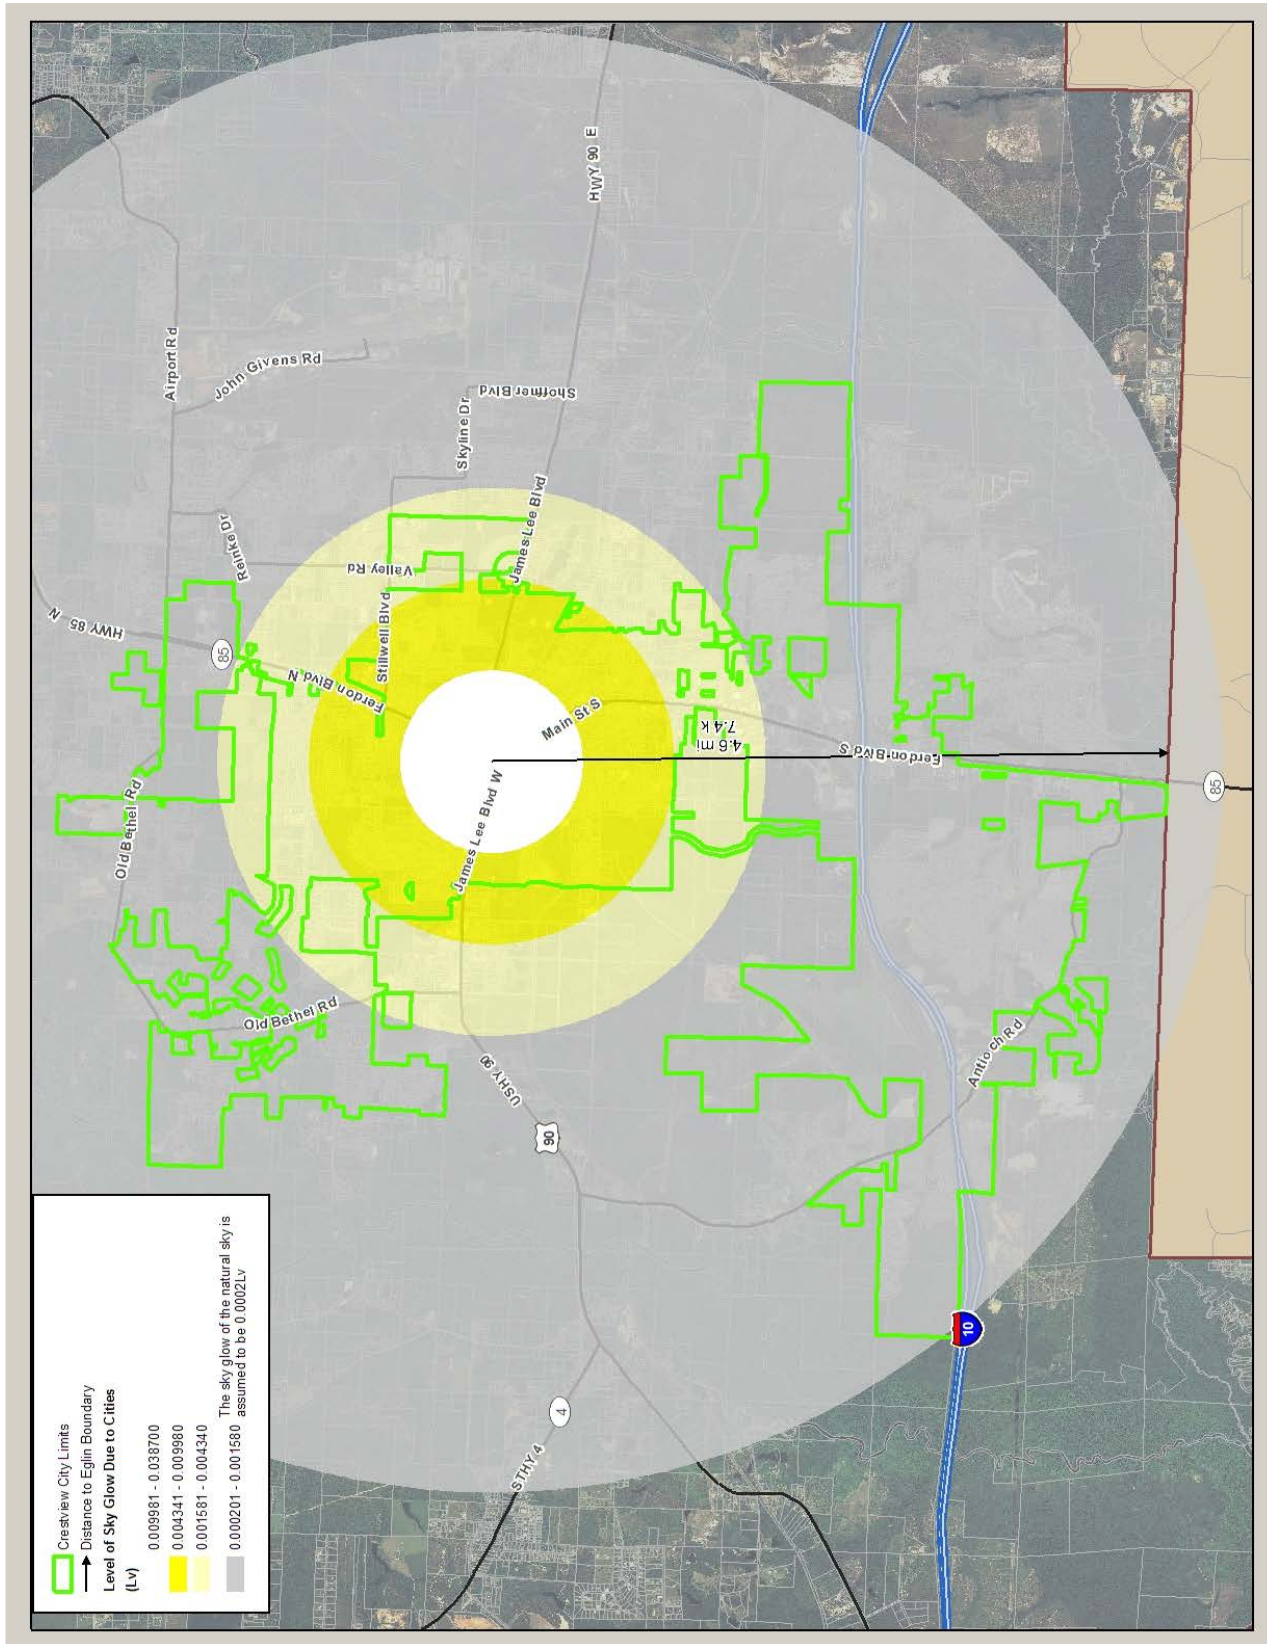 Crestview City Limits
Distance to Eglin Boundary
Level of Sky Glow Due to Cities
(Lv)
0.009981 - 0.038700
0.004341 - 0.009980
0.001581 - 0.004340
0.000201 - 0.001580
The sky glow of the natural sky is
assumed to be 0.0002Lv
STHY 4
4
USHY 90
90
10
Antioch Rd
Old Bethel Rd
Old Bethel Rd
James Lee Blvd W
Main St S
4.6 mi
7.4 k
Ferdon Blvd S
85
Ferdon Blvd N
85
HWY 85 N
Stillwell Blvd
Valley Rd
Reinke Dr
James Lee Blvd
Skyline Dr
Shoffner Blvd
John Givens Rd
Airport Rd
HWY 90 E